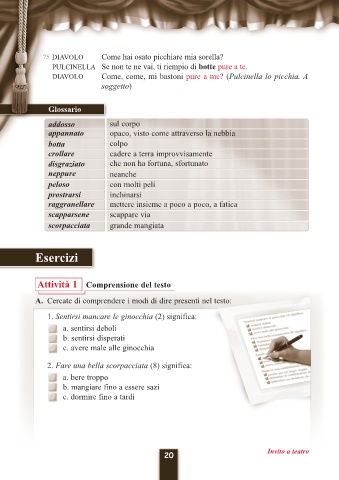 75 DIAVOLO Come hai osato picchiare mia sorella?
PULCINELLA Se non te ne vai, ti riempio di botte pure a te.
DIAVOLO Come, come, mi bastoni pure a me? (Pulcinella lo picchia. A
soggetto)
Glossario
addosso sul corpo
appannato opaco, visto come attraverso la nebbia
botta colpo
crollare cadere a terra improvvisamente
disgraziato che non ha fortuna, sfortunato
neppure neanche
peloso con molti peli
prostrarsi inchinarsi
raggranellare mettere insieme a poco a poco, a fatica
scapparsene scappare via
scorpacciata grande mangiata
Esercizi
Attività 1 Comprensione del testo
A. Cercate di comprendere i modi di dire presenti nel testo:
1. Sentirsi mancare le ginocchia (2) significa:
a. sentirsi deboli
b. sentirsi disperati
c. avere male alle ginocchia
2. Fare una bella scorpacciata (8) significa:
a. bere troppo
b. mangiare fino a essere sazi
c. dormire fino a tardi
20
Invito a teatro